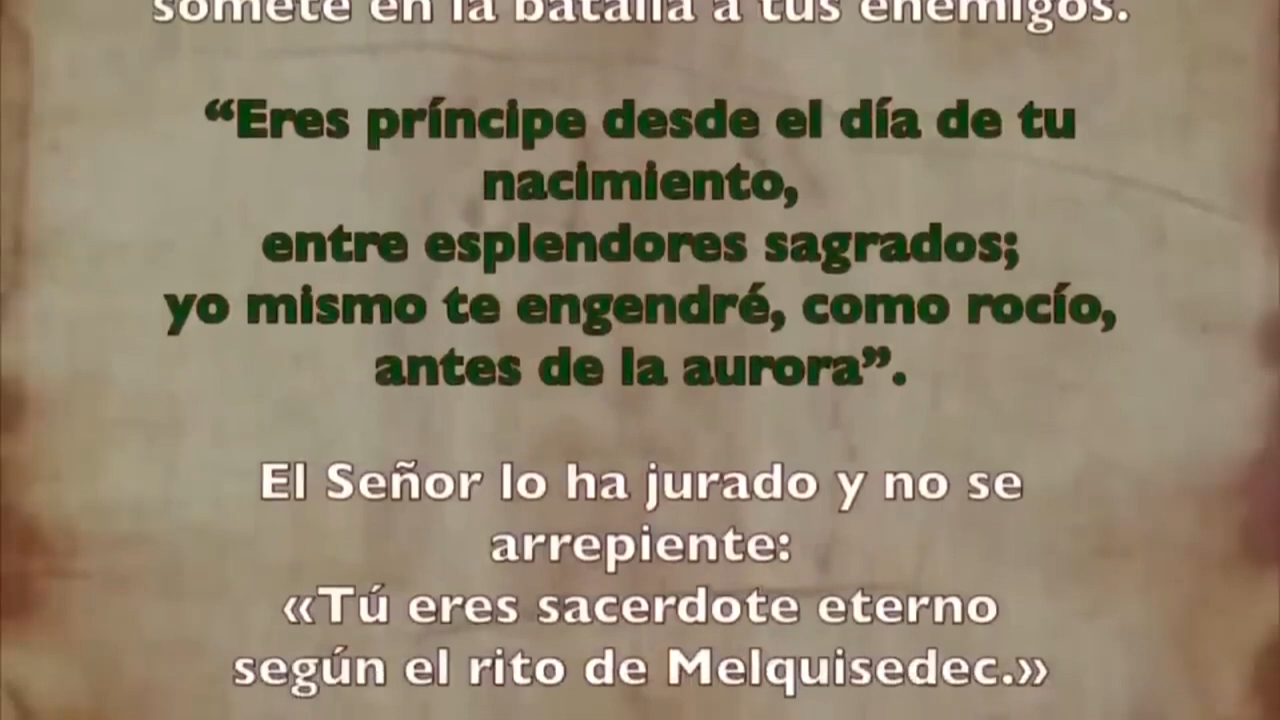 somete en la batalla a tus enemigos.
“Eres príncipe desde el día de tu
nacimiento,
entre esplendores sagrados;
yo mismo te engendré, como rocío,
antes de la aurora”.
El Señor lo ha jurado y no se
arrepiente:
«Tú eres sacerdote eterno
según el rito de Melquisedec.»